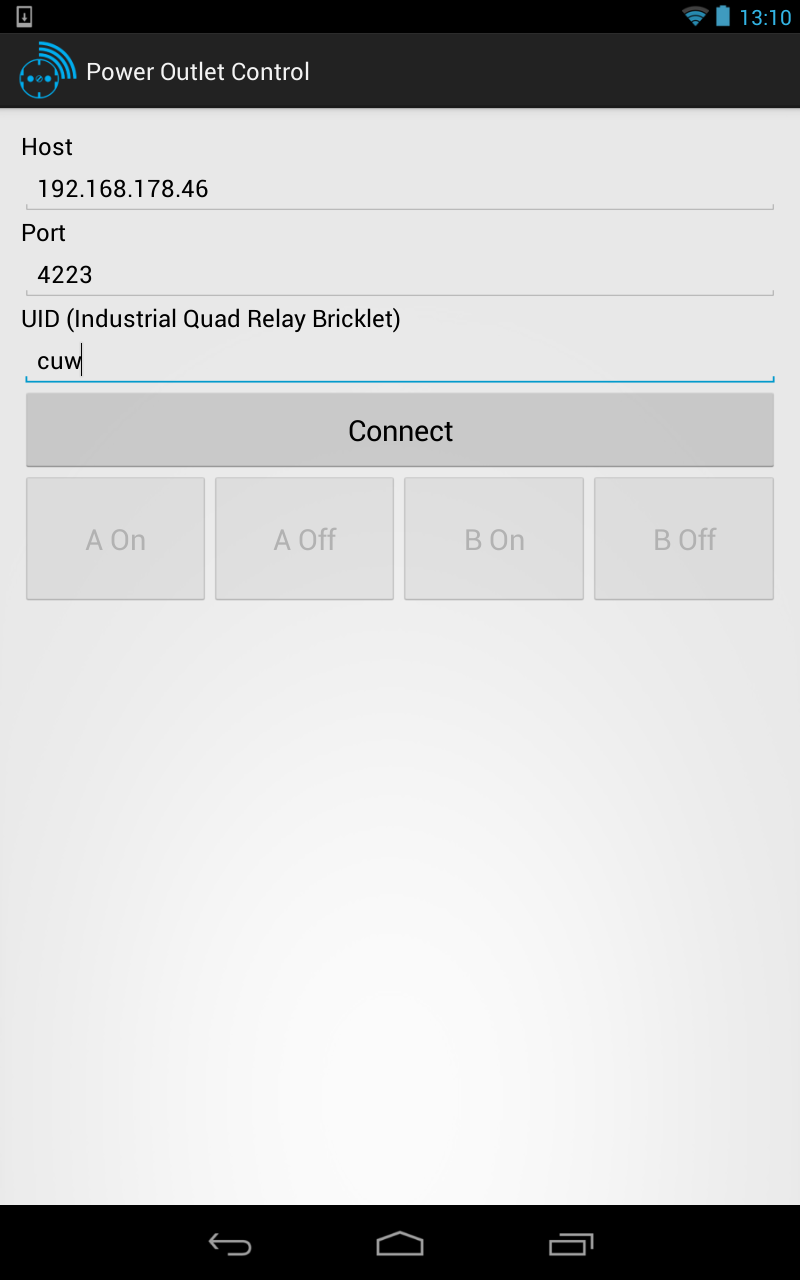 13:10
Power Outlet Control
Host
192.168.178.46
Port
4223
UID (Industrial Quad Relay Bricklet)
cuw
Connect
A On A Off B On B Off